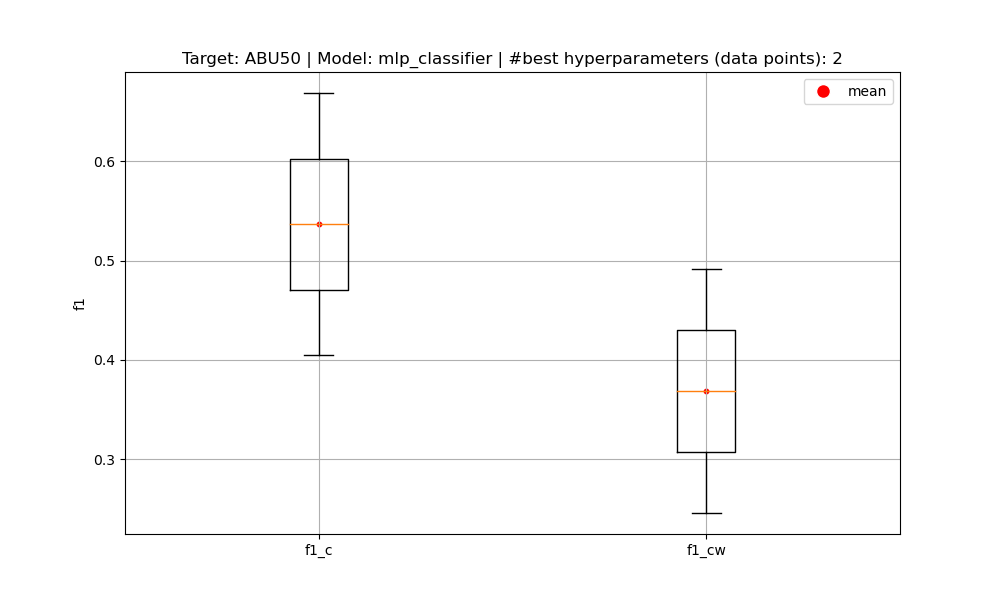 Target: ABU50 | Model: mlp_classifier | #best hyperparameters (data points): 2
mean
0.6
0.5
0.4
0.3
f1
f1_c
f1_cw